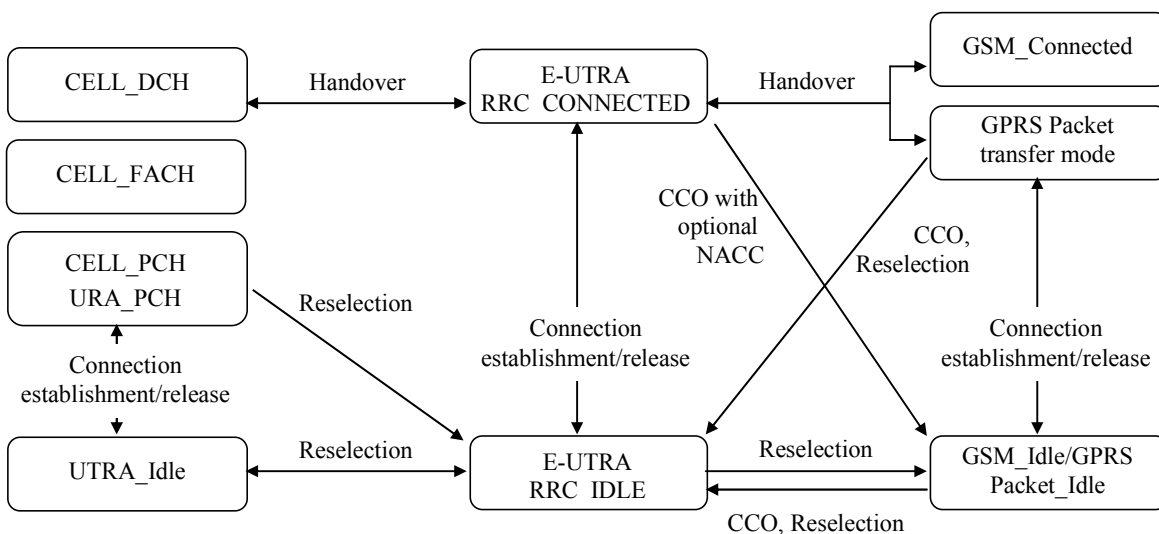 GSM_Connected
CELL_DCH
Handover
E-UTRA
RRC CONNECTED
Handover
GPRS Packet
transfer mode
CELL_FACH
CCO with
optional
NACC
CCO,
Reselection
CELL_PCH
URA_PCH
Reselection
Connection
establishment/release
Connection
establishment/release
Connection
establishment/release
UTRA_Idle
Reselection
E-UTRA
RRC IDLE
Reselection
GSM_Idle/GPRS
Packet_Idle
CCO, Reselection